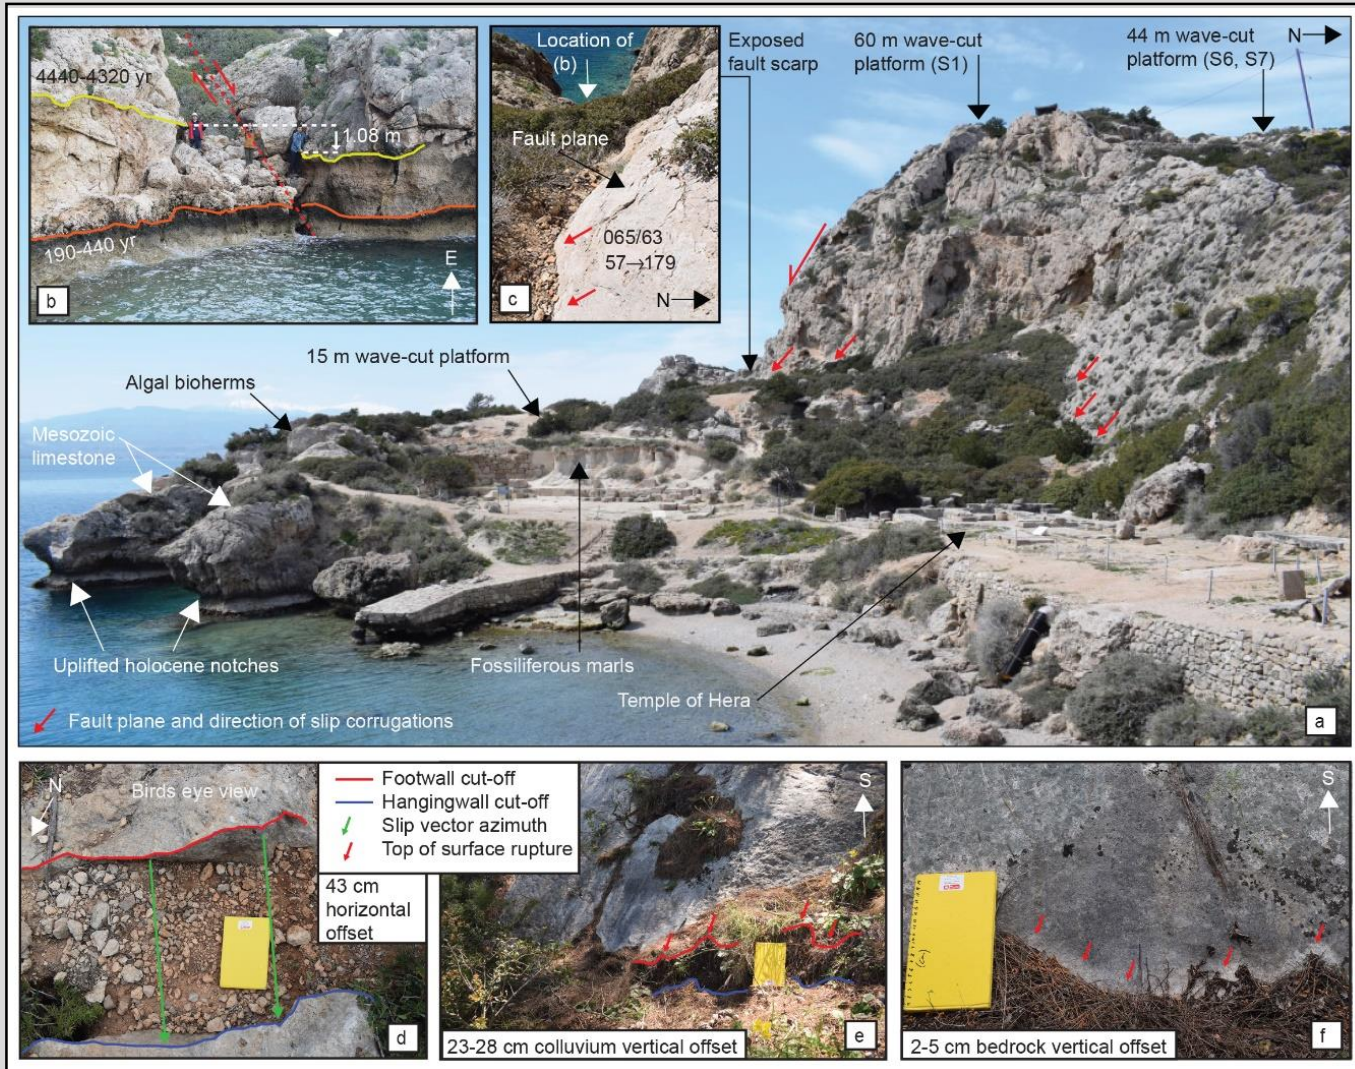 4440-4320 yr
1.08 m
190-440 yr
E
b
Location of
(b)
Fault plane
065/63
57→179
N
c
Exposed
fault scarp
60 m wave-cut
platform (S1)
44 m wave-cut
platform (S6, S7)
N
15 m wave-cut platform
Algal bioherms
Mesozoic
limestone
Uplifted holocene notches
Fossiliferous marls
Temple of Hera
Fault plane and direction of slip corrugations
a
N
Birds eye view
Footwall cut-off
Hangingwall cut-off
Slip vector azimuth
Top of surface rupture
43 cm
horizontal
offset
d
S
23-28 cm colluvium vertical offset
e
S
(cm)
2-5 cm bedrock vertical offset
f